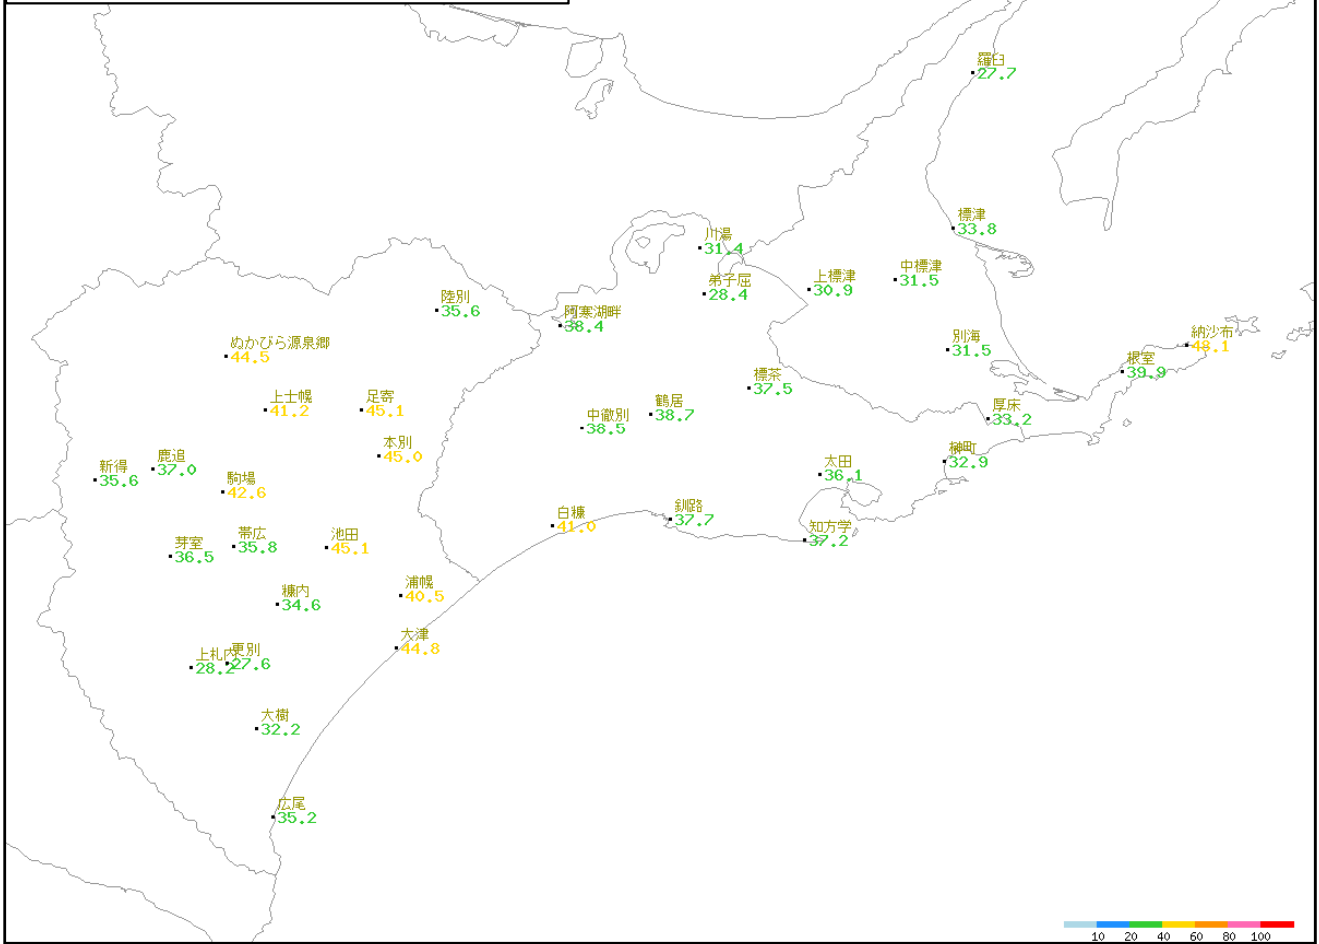 羅臼
27.7
標津
33.8
川湯
31.4
中標津
31.5
上標津
30.9
弟子屈
28.4
陸別
35.6
阿寒湖畔
38.4
ぬかびら源泉郷
44.5
納沙布
48.1
別海
31.5
根室
39.9
標茶
37.5
上士幌
41.2
足寄
45.1
鶴居
38.7
中徹別
38.5
厚床
33.2
本別
45.0
榊町
32.9
鹿追
37.0
新得
35.6
太田
36.1
駒場
42.6
白糠
41.0
釧路
37.7
知方学
37.2
帯広
35.8
池田
45.1
芽室
36.5
浦幌
40.5
糠内
34.6
大津
44.8
更別
27.6
上札内
28.2
大樹
32.2
広尾
35.2
10 20 40 60 80 100